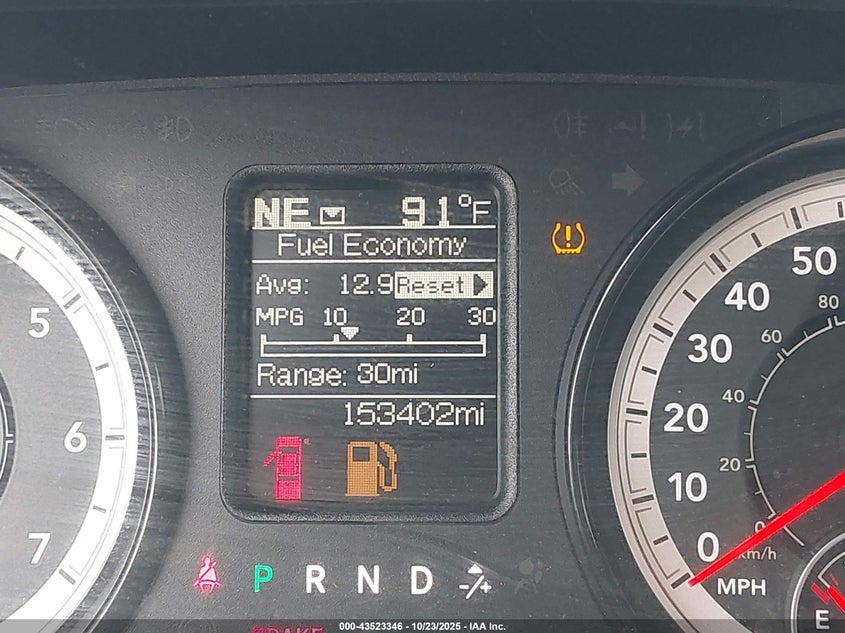 NE 91°F
Fuel Economy
Avg: 12.9 Reset
MPG 10 20 30
Range: 30mi
153402mi
5
6
7
P R N D -/+
50
40
30
20
10
0
MPH
80
60
40
20
0
km/h
E
BRAKE
000-43523346 - 10/23/2025 - IAA Inc.